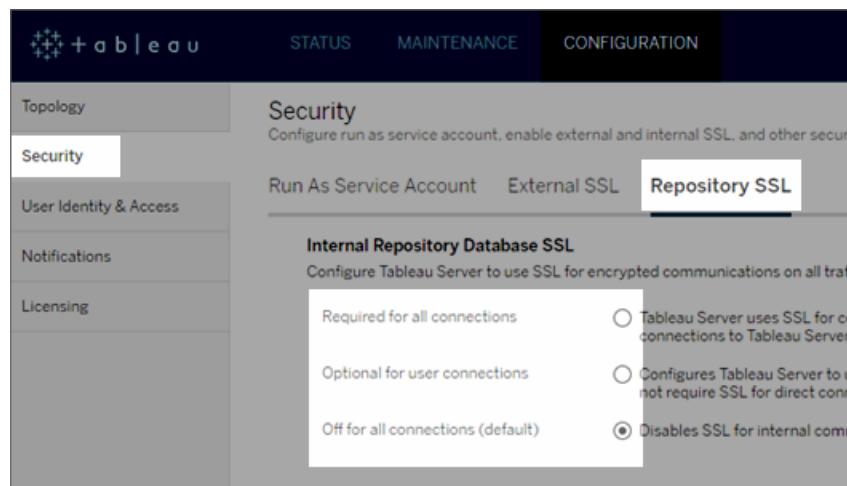 + a b | e a u
STATUS MAINTENANCE CONFIGURATION
Topology
Security
User Identity & Access
Notifications
Licensing
Security
Configure run as service account, enable external and internal SSL, and other secur
Run As Service Account External SSL Repository SSL
Internal Repository Database SSL
Configure Tableau Server to use SSL for encrypted communications on all traf
Required for all connections
Tableau Server uses SSL for co
connections to Tableau Server
Optional for user connections
Configures Tableau Server to u
not require SSL for direct conn
Off for all connections (default)
Disables SSL for internal comm